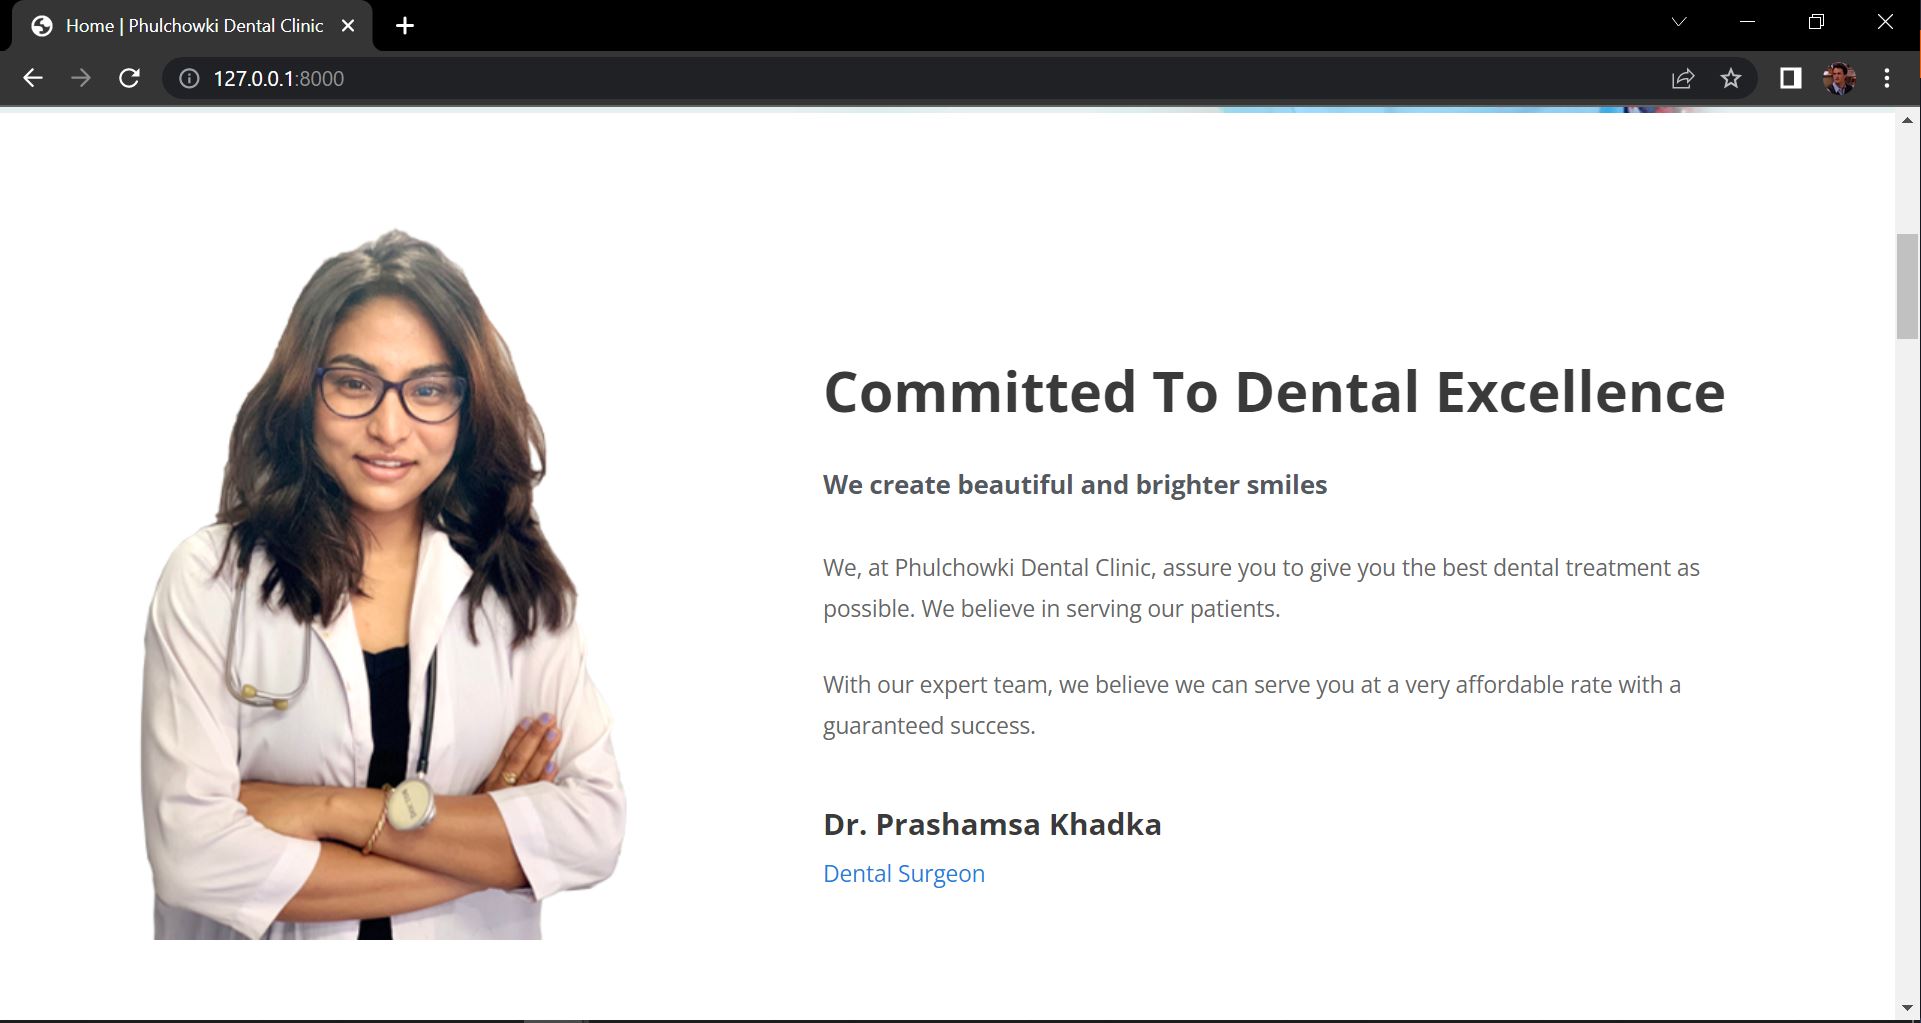 Home | Phulchowki Dental Clinic
127.0.0.1:8000
Committed To Dental Excellence
We create beautiful and brighter smiles
We, at Phulchowki Dental Clinic, assure you to give you the best dental treatment as
possible. We believe in serving our patients.
With our expert team, we believe we can serve you at a very affordable rate with a
guaranteed success.
Dr. Prashamsa Khadka
Dental Surgeon